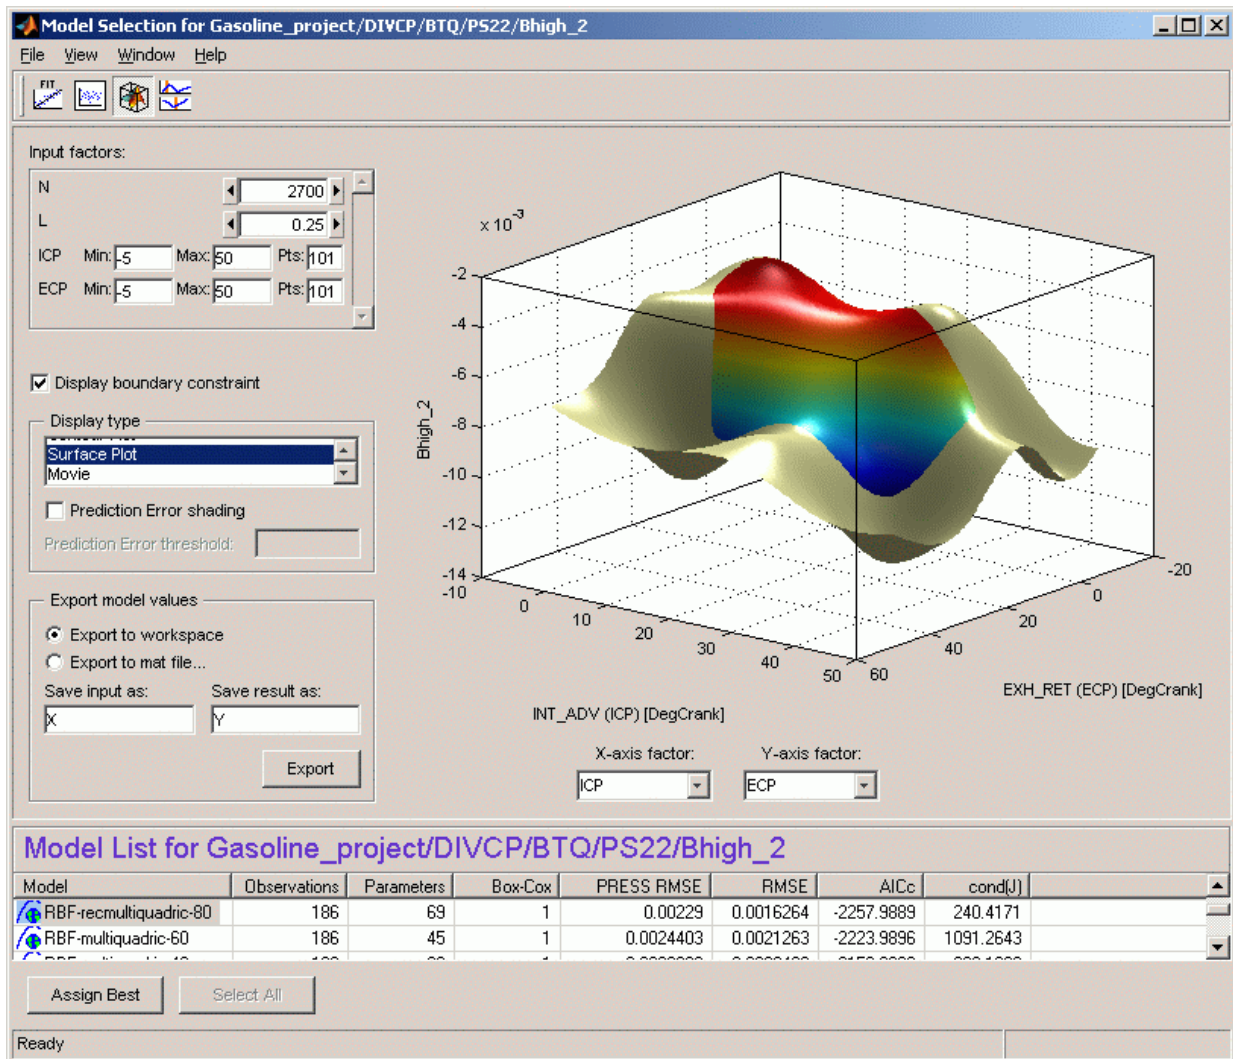 Model Selection for Gasoline_project/DIVCP/BTQ/PS22/Bhigh_2
File View Window Help
FIT
Input factors:
N 2700
L 0.25
ICP Min: -5 Max: 50 Pts: 101
ECP Min: -5 Max: 50 Pts: 101
Display boundary constraint
Display type
Surface Plot
Movie
Prediction Error shading
Prediction Error threshold:
Export model values
Export to workspace
Export to mat file...
Save input as: Save result as:
X Y
Export
x 10^-3
-2
-4
-6
-8
-10
-12
-14
Bhigh_2
-10 0 10 20 30 40 50
60 40 20 0 -20
INT_ADV (ICP) [DegCrank]
EXH_RET (ECP) [DegCrank]
X-axis factor: Y-axis factor:
ICP ECP
Model List for Gasoline_project/DIVCP/BTQ/PS22/Bhigh_2
Model Observations Parameters Box-Cox PRESS RMSE RMSE AICc cond(J)
RBF-recmultiquadric-80 186 69 1 0.00229 0.0016264 -2257.9889 240.4171
RBF-multiquadric-60 186 45 1 0.0024403 0.0021263 -2223.9896 1091.2643
Assign Best Select All
Ready